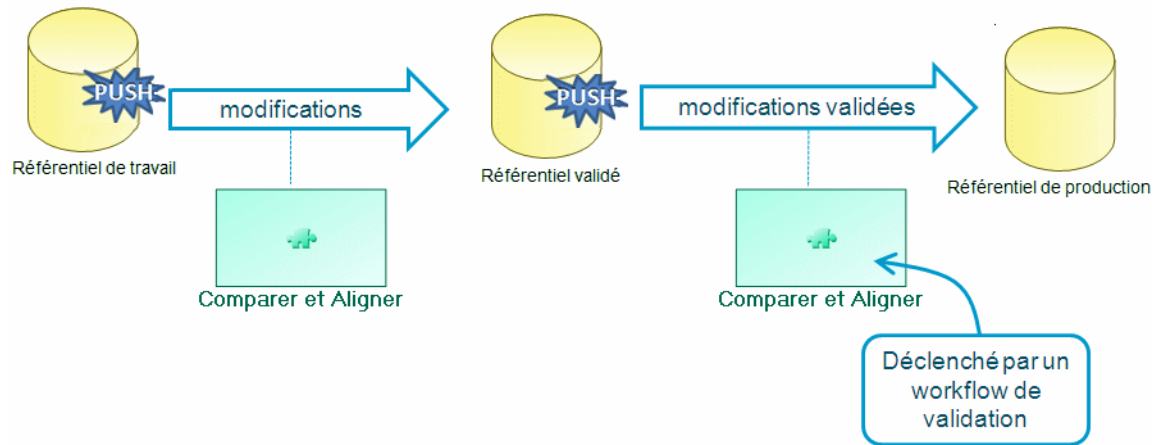 PUSH
modifications
PUSH
modifications validées
Référentiel de travail
Référentiel validé
Référentiel de production
Comparer et Aligner
Comparer et Aligner
Déclenché par un
workflow de
validation